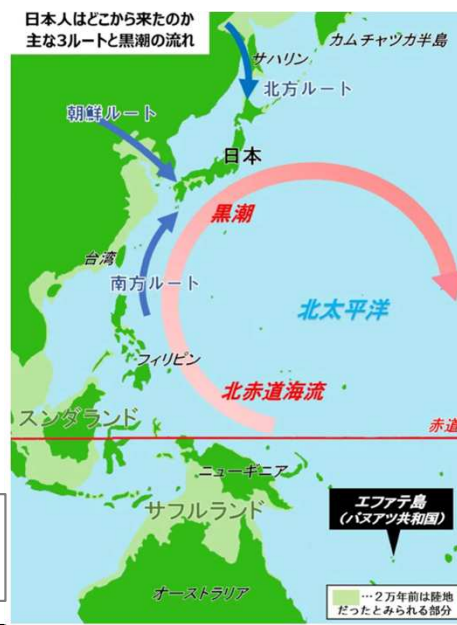 日本人はどこから来たのか
主な3ルートと黒潮の流れ
カムチャツカ半島
サハリン
北方ルート
朝鮮ルート
日本
黒潮
台湾
南方ルート
北太平洋
フィリピン
北赤道海流
スンダランド
赤道
ニューギニア
サフルランド
エファテ島
(バヌアツ共和国)
オーストラリア
…2万年前は陸地
だったとみられる部分